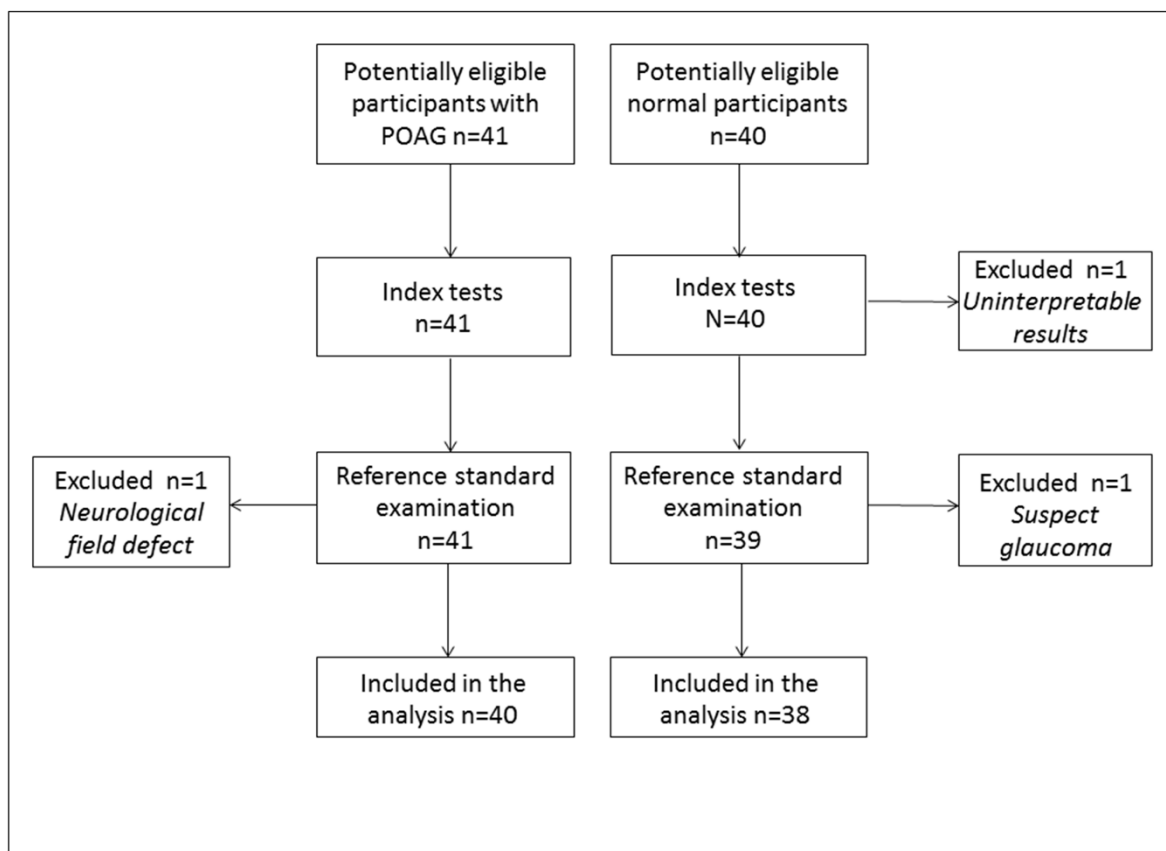 Potentially eligible
participants with
POAG n=41
Potentially eligible
normal participants
n=40
Index tests
n=41
Index tests
N=40
Excluded n=1
Uninterpretable
results
Excluded n=1
Neurological
field defect
Reference standard
examination
n=41
Reference standard
examination
n=39
Excluded n=1
Suspect
glaucoma
Included in the
analysis n=40
Included in the
analysis n=38